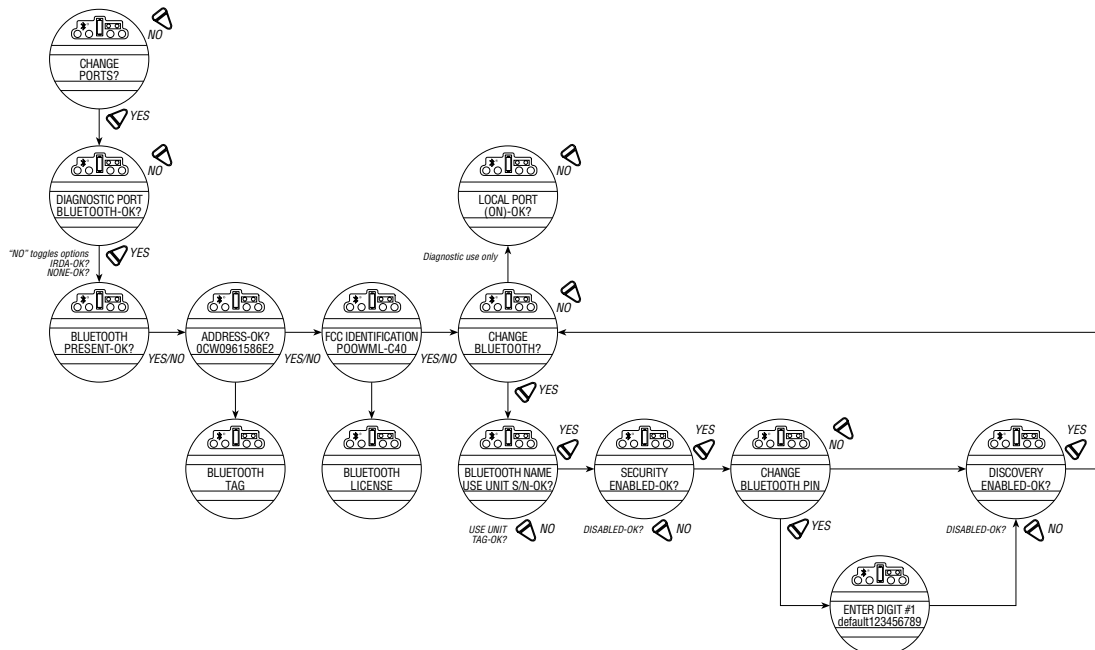 NO
CHANGE
PORTS?
YES
NO
DIAGNOSTIC PORT
BLUETOOTH-OK?
"NO" toggles options
IRDA-OK?
NONE-OK?
YES
BLUETOOTH
PRESENT-OK?
YES/NO
ADDRESS-OK?
0CW0961586E2
YES/NO
BLUETOOTH
TAG
FCC IDENTIFICATION
POOWML-C40
YES/NO
BLUETOOTH
LICENSE
NO
LOCAL PORT
(ON)-OK?
Diagnostic use only
NO
CHANGE
BLUETOOTH?
YES
BLUETOOTH NAME
USE UNIT S/N-OK?
YES
USE UNIT
TAG-OK?
NO
SECURITY
ENABLED-OK?
YES
DISABLED-OK?
NO
CHANGE
BLUETOOTH PIN
NO
YES
ENTER DIGIT #1
default123456789
DISCOVERY
ENABLED-OK?
YES
DISABLED-OK?
NO